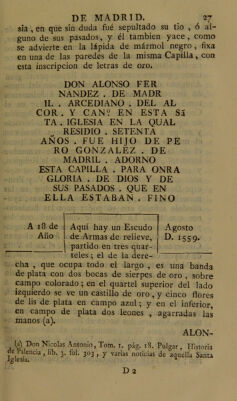 DE MADRID. 27
sia, en que sin duda fué sepultado su tio, ó al-
guno de sus pasados, y él tambien yace, como
se advierte en la lápida de mármol negro, fixa
en una de las paredes de la misma Capilla, con
esta inscripcion de letras de oro.
DON ALONSO FER
NANDEZ. DE MADR
II.. ARCEDIANO. DEL AL
COR. Y CANº EN ESTA Sã
TA. IGLESIA EN LA QUAL
RESIDIO. SETENTA
AÑOS. FUE HIJO DE PE
RO GONZALEZ. DE
MADRIL. ADORNO
ESTA CAPILLA. PARA ONRA
GLORIA. DE DIOS Y DE
SUS PASADOS. QUE EN
ELLA ESTABAN. FINO
A 18 de
Año
Aquí hay un Escudo
de Armas de relieve,
partido en tres quar-
teles; el de la dere-
Agosto
D. 1559.
cha, que ocupa todo el largo, es una banda
de plata con dos bocas de sierpes de oro, sobre
campo colorado; en el quartel superior del lado
izquierdo se ve un castillo de oro, y cinco flores
de lis de plata en campo azul; y en el inferior,
en campo de plata dos leones, agarradas las
manos (a).
ALON-
(a) Don Nicolas Antonio, Tom. 1. pág. 18. Pulgar, Historia
de Palencia, lib. 3. fol. 203, y varias noticias de aquella Santa
Iglesia.
D 2